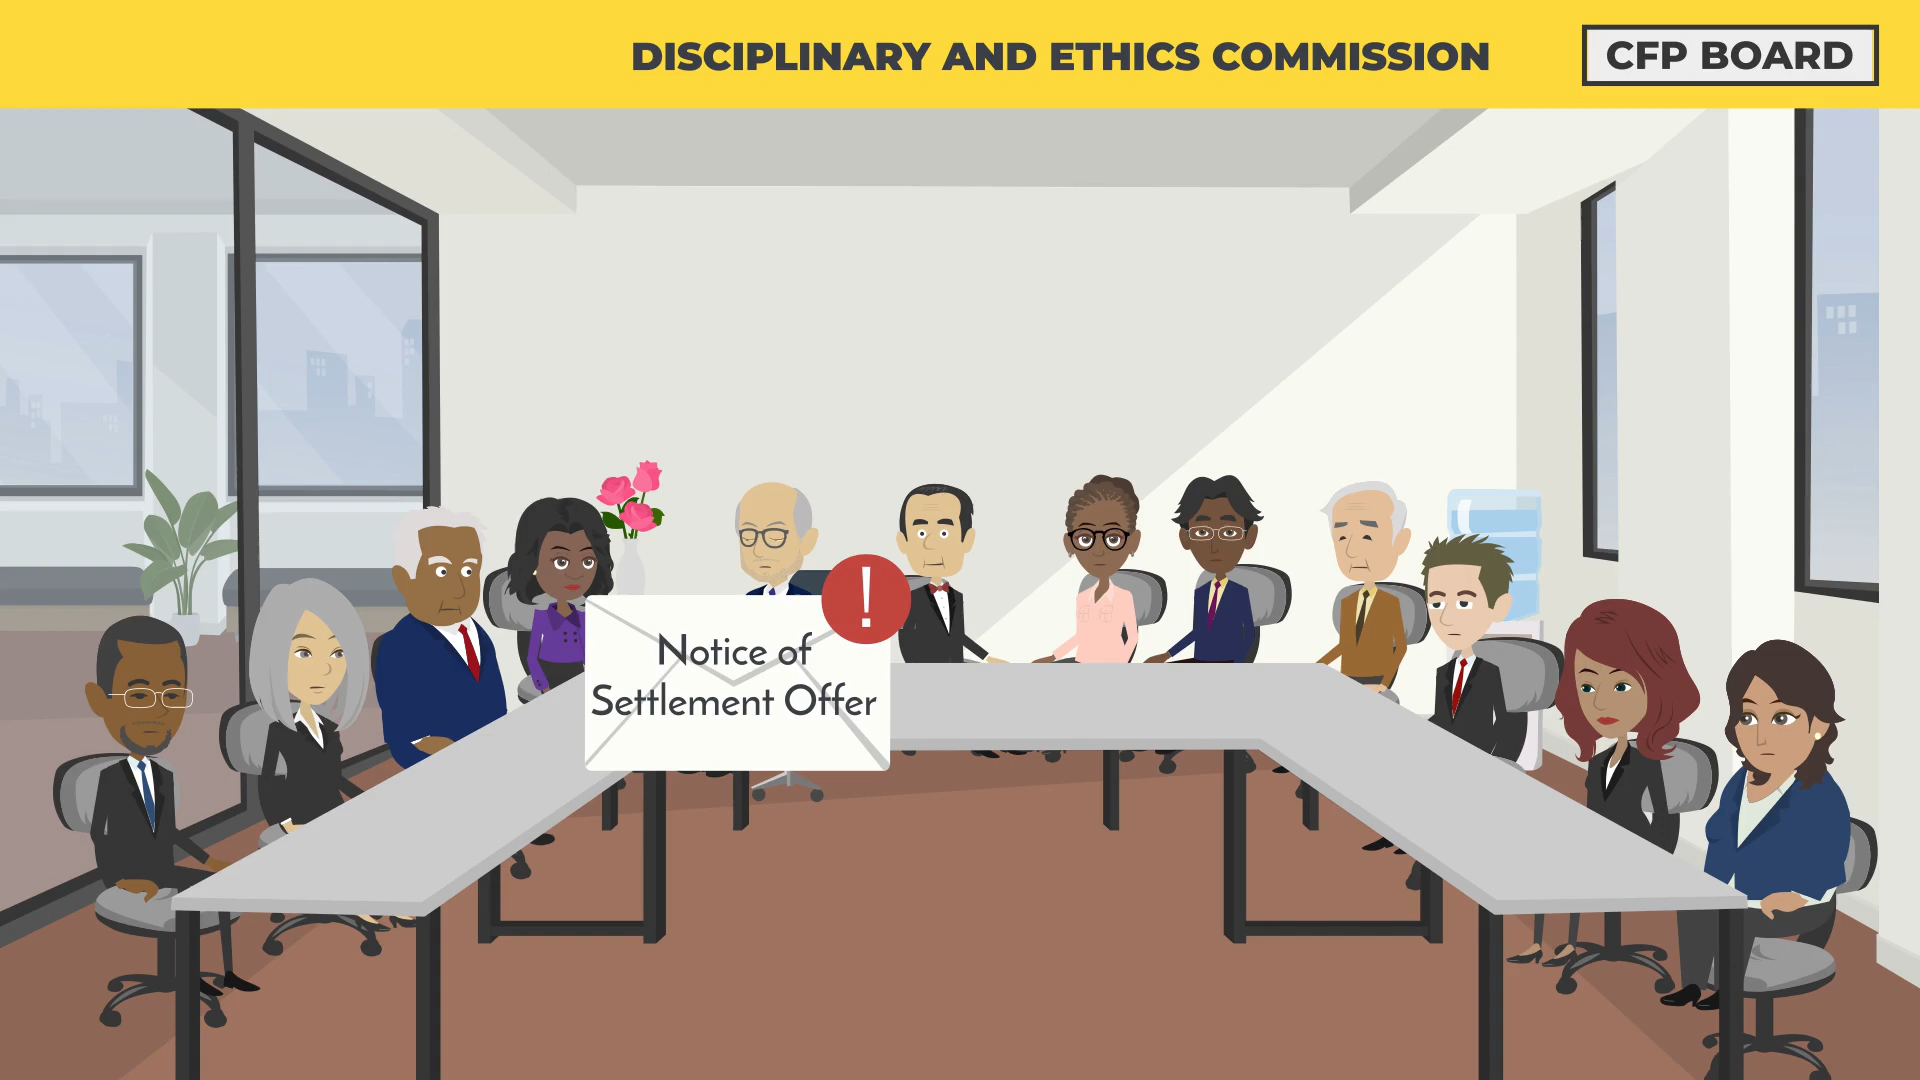 DISCIPLINARY AND ETHICS COMMISSION
CFP BOARD
!
Notice of
Settlement Offer